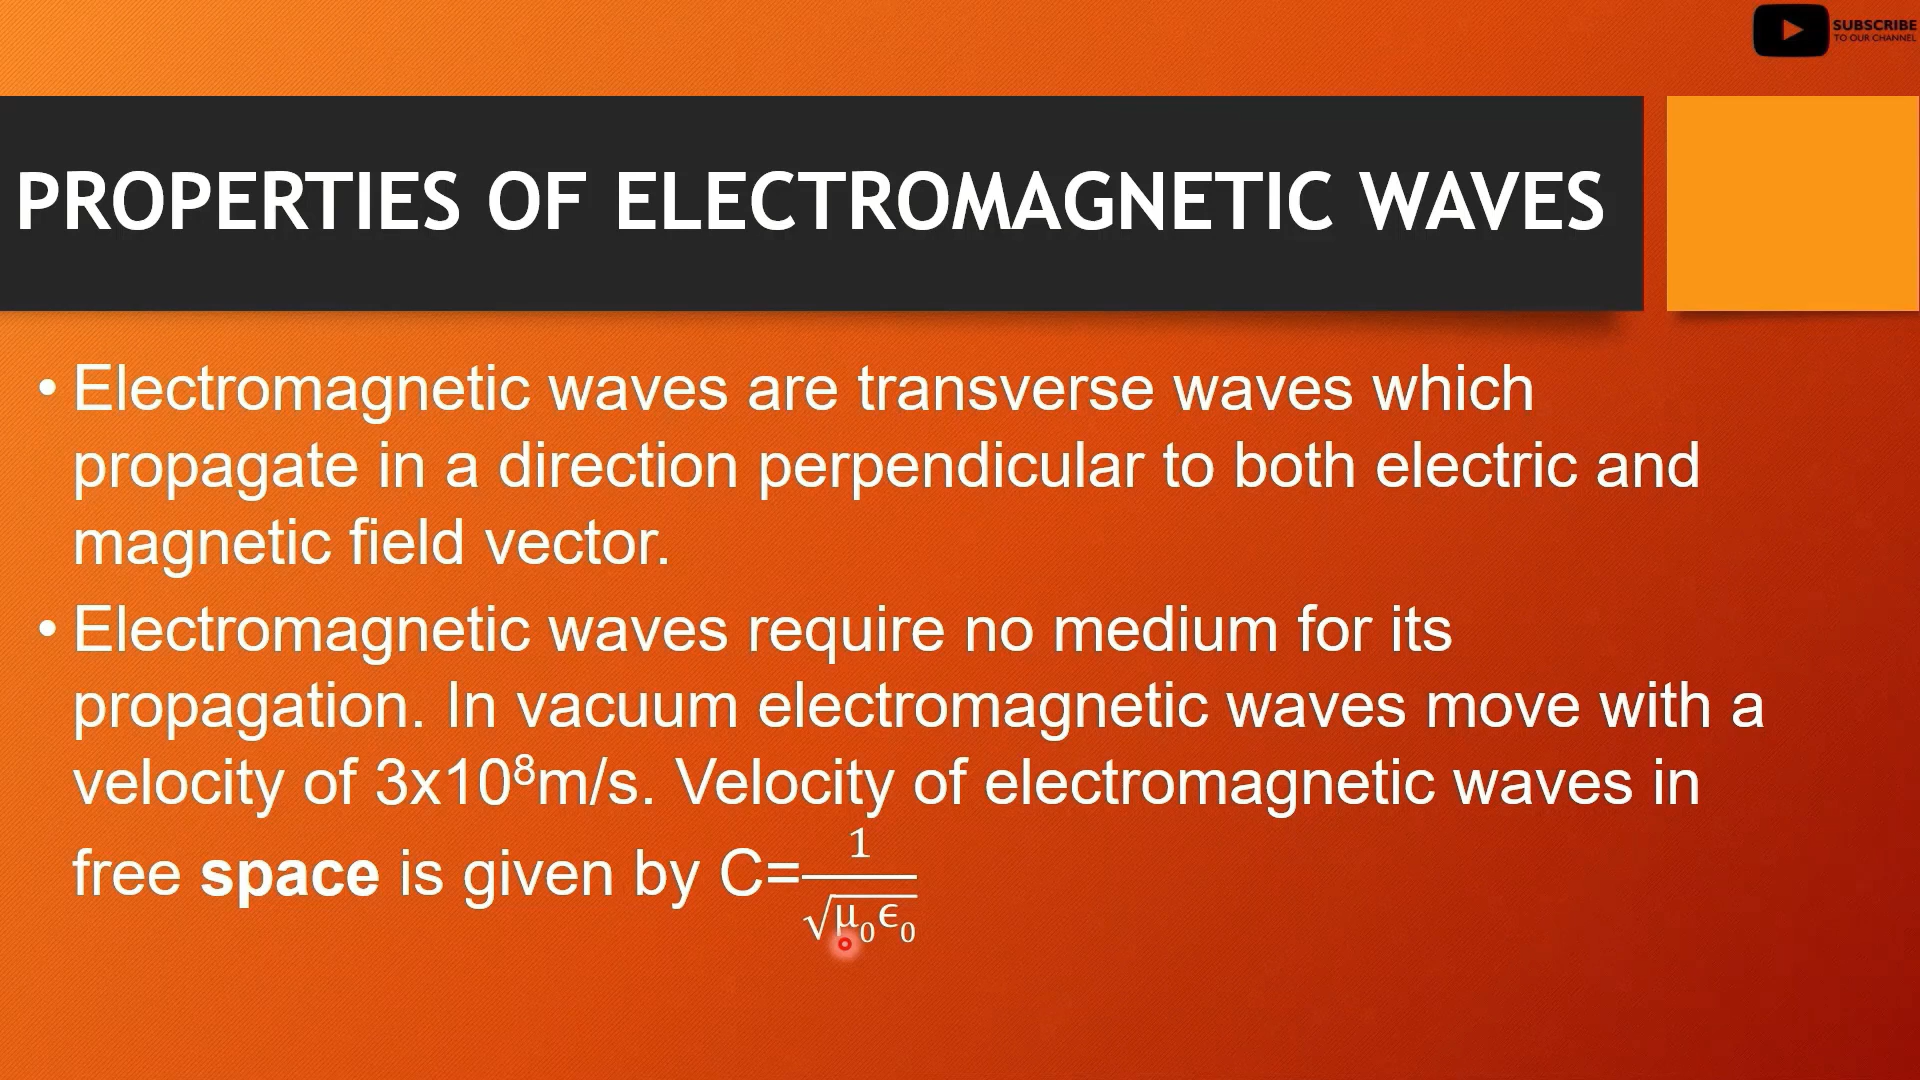 SUBSCRIBE
TO OUR CHANNEL
PROPERTIES OF ELECTROMAGNETIC WAVES
• Electromagnetic waves are transverse waves which
propagate in a direction perpendicular to both electric and
magnetic field vector.
• Electromagnetic waves require no medium for its
propagation. In vacuum electromagnetic waves move with a
velocity of 3x10⁸m/s. Velocity of electromagnetic waves in
free space is given by C=1/√μ₀ϵ₀